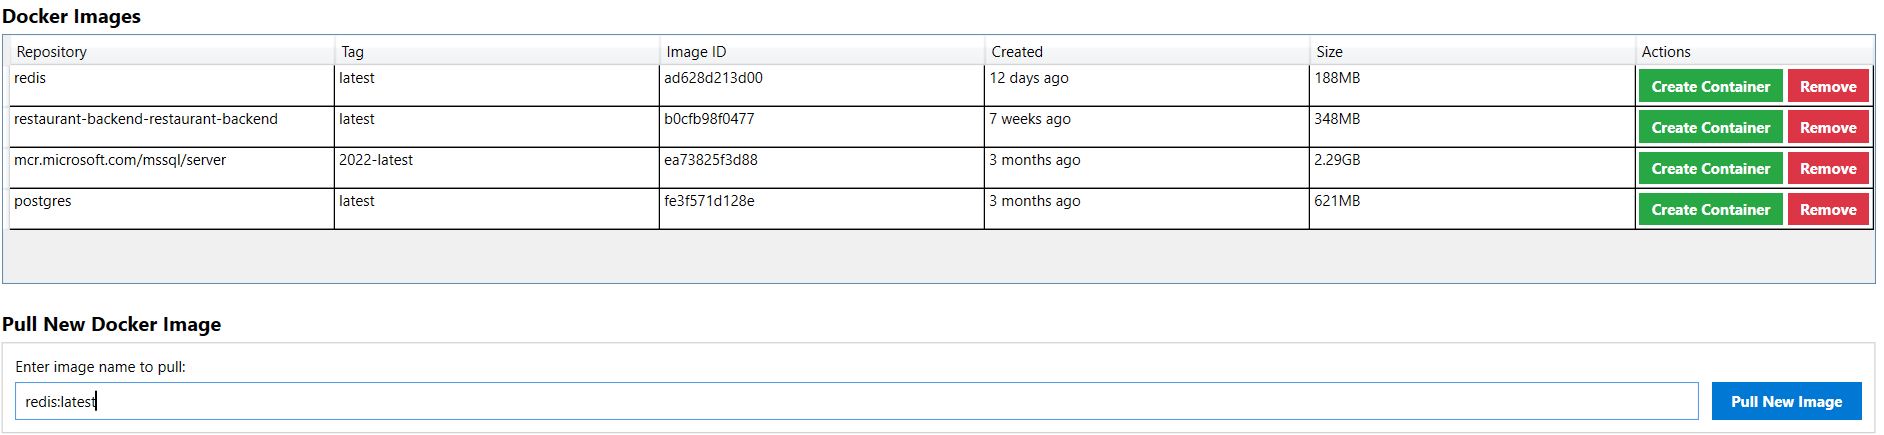 Docker Images
Repository Tag Image ID Created Size Actions
redis latest ad628d213d00 12 days ago 188MB Create Container Remove
restaurant-backend-restaurant-backend latest b0cfb98f0477 7 weeks ago 348MB Create Container Remove
mcr.microsoft.com/mssql/server 2022-latest ea73825f3d88 3 months ago 2.29GB Create Container Remove
postgres latest fe3f571d128e 3 months ago 621MB Create Container Remove
Pull New Docker Image
Enter image name to pull:
redis:latest Pull New Image